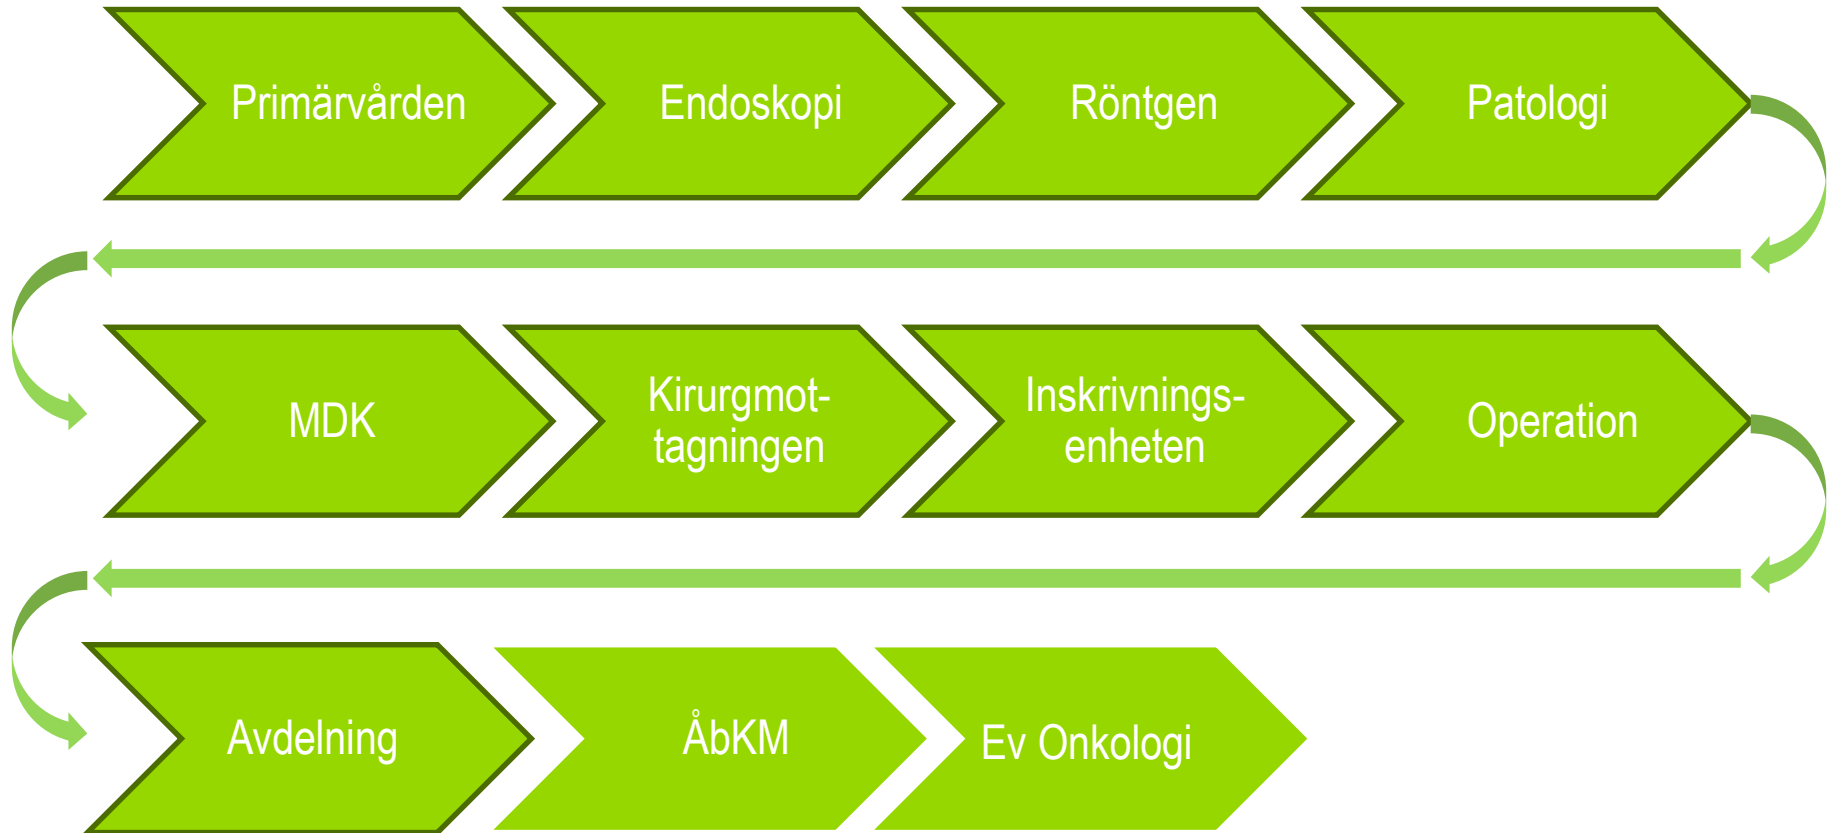 Primärvården
Endoskopi
Röntgen
Patologi
MDK
Kirurgmot-
tagningen
Inskrivnings-
enheten
Operation
Avdelning
ÅbKM
Ev Onkologi